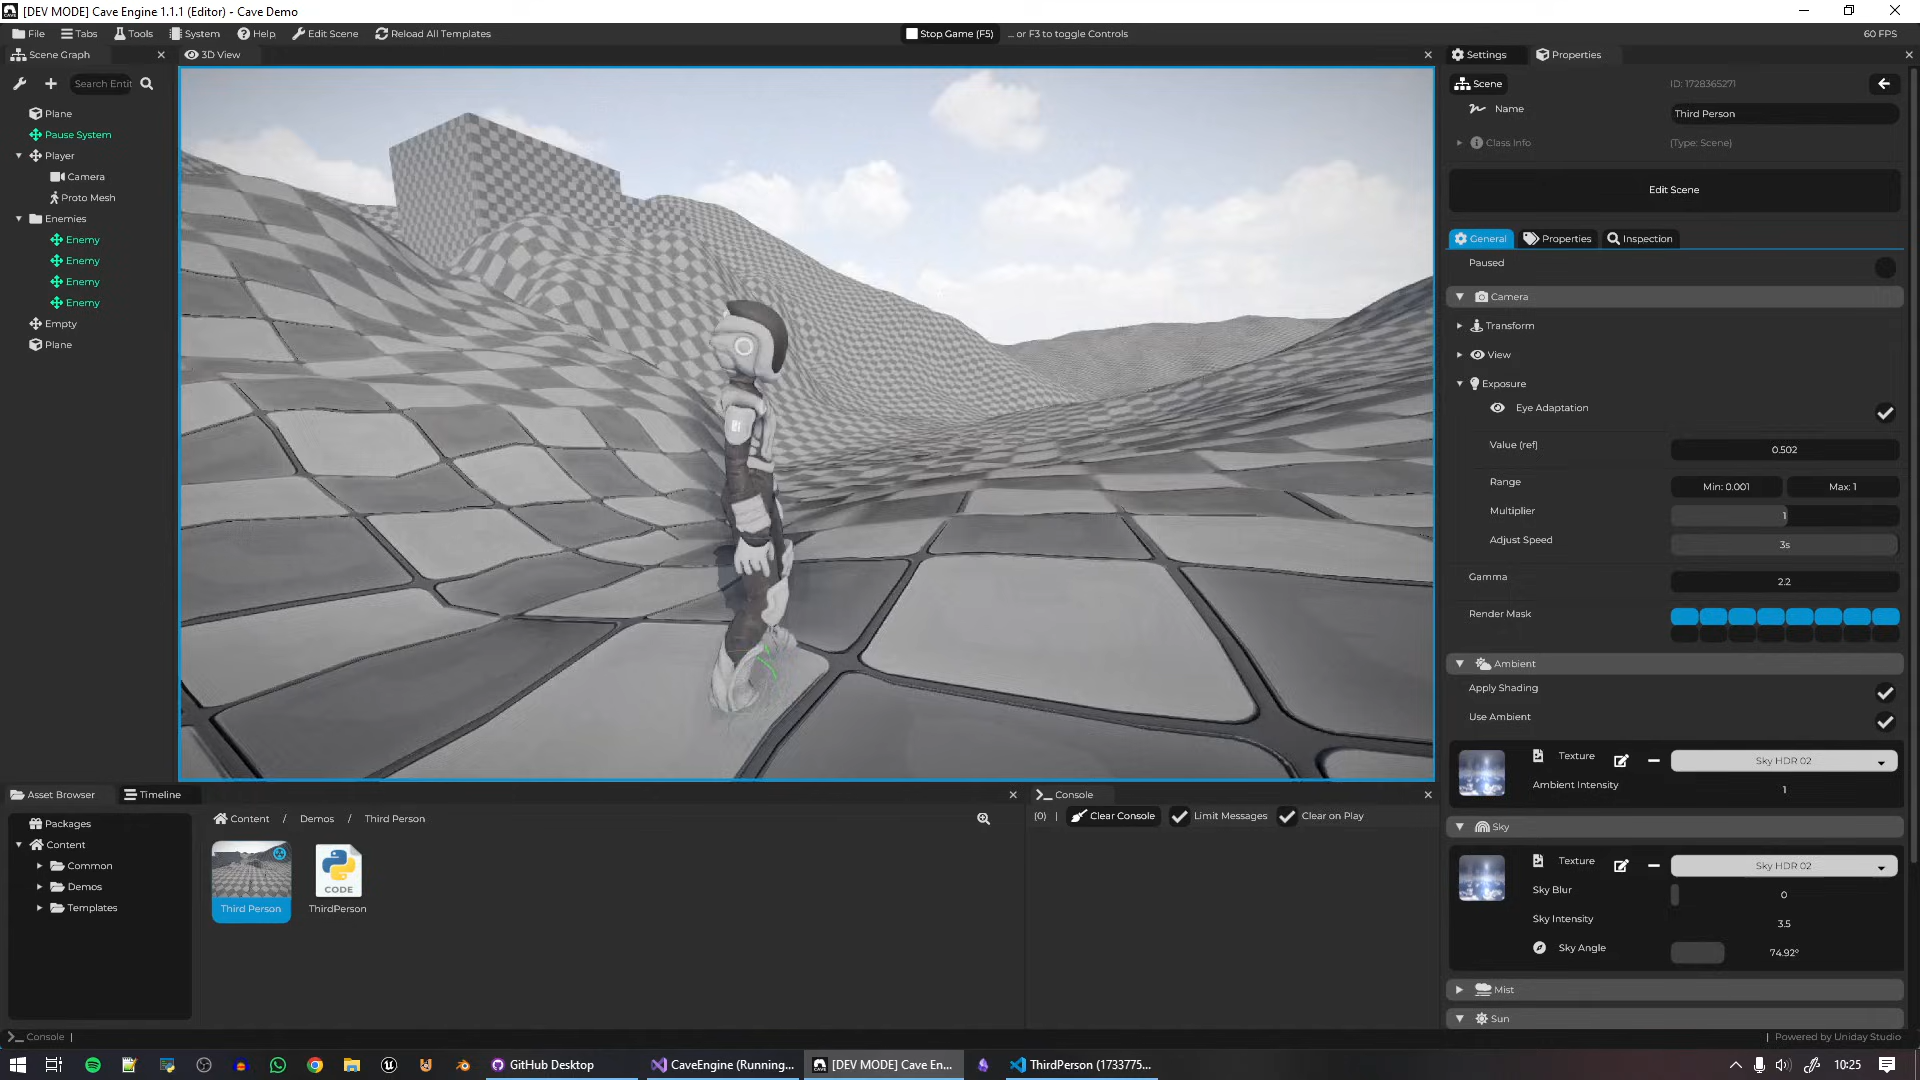 [DEV MODE] Cave Engine 1.1.1 (Editor) - Cave Demo
File Tabs Tools System Help Edit Scene Reload All Templates
Stop Game (F5) ... or F3 to toggle Controls
60 FPS
Scene Graph
3D View
Settings Properties
Search Entit
Plane
Pause System
Player
Camera
Proto Mesh
Enemies
Enemy
Enemy
Enemy
Enemy
Empty
Plane
Scene ID: 1728365271
Name Third Person
Class Info (Type: Scene)
Edit Scene
General Properties Inspection
Paused
Camera
Transform
View
Exposure
Eye Adaptation
Value (ref) 0.502
Range Min: 0.001 Max: 1
Multiplier 1
Adjust Speed 3s
Gamma 2.2
Render Mask
Ambient
Apply Shading
Use Ambient
Texture Sky HDR 02
Ambient Intensity 1
Sky
Texture Sky HDR 02
Sky Blur 0
Sky Intensity 3.5
Sky Angle 74.92º
Mist
Sun
Asset Browser Timeline
Packages
Content
Common
Demos
Templates
Content / Demos / Third Person
Third Person
CODE
ThirdPerson
Console
(0) | Clear Console Limit Messages Clear on Play
Console |
| Powered by Uniday Studio
GitHub Desktop
CaveEngine (Running...
[DEV MODE] Cave En...
ThirdPerson (1733775...
10:25